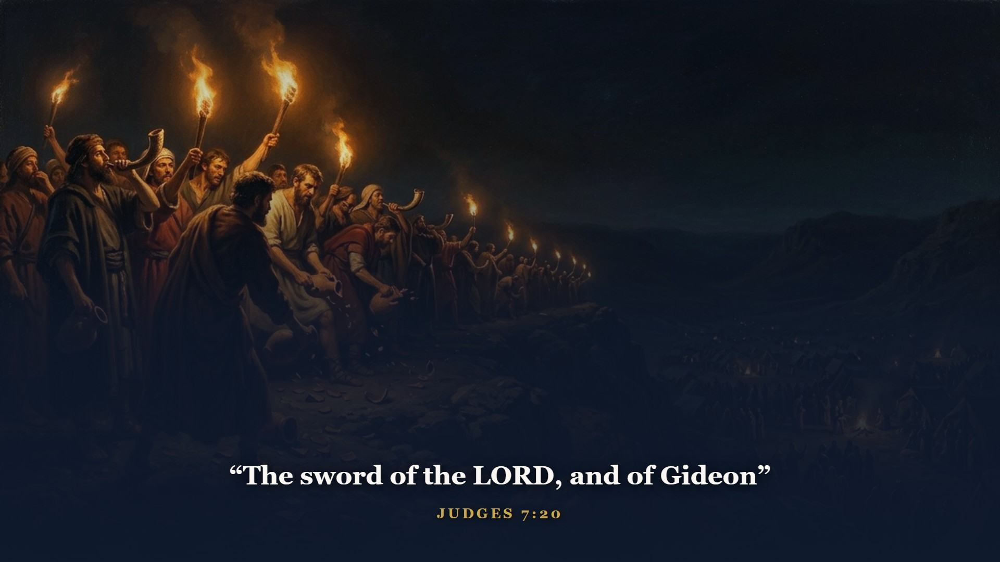 “The sword of the LORD, and of Gideon”
JUDGES 7:20